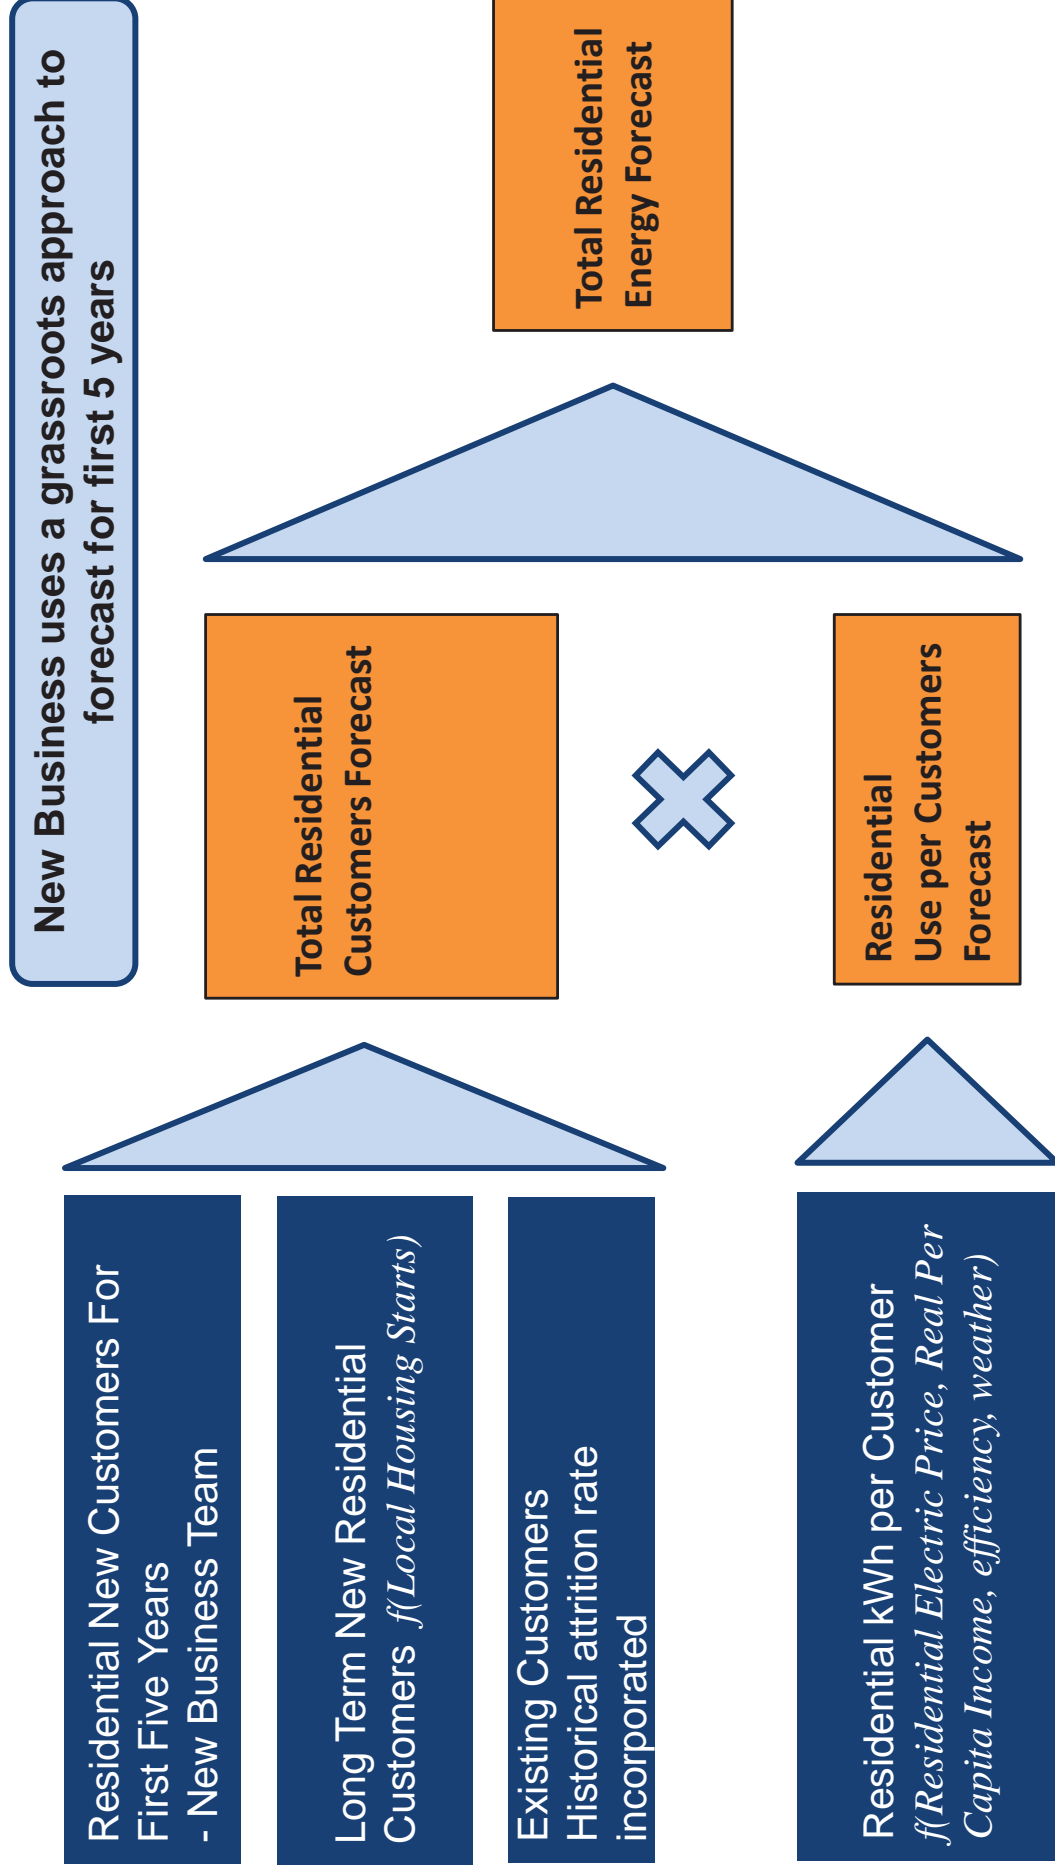 New Business uses a grassroots approach to
forecast for first 5 years
Residential New Customers For
First Five Years
- New Business Team
Long Term New Residential
Customers f(Local Housing Starts)
Existing Customers
Historical attrition rate
incorporated
Total Residential
Customers Forecast
Residential kWh per Customer
f(Residential Electric Price, Real Per
Capita Income, efficiency, weather)
Residential
Use per Customers
Forecast
Total Residential
Energy Forecast